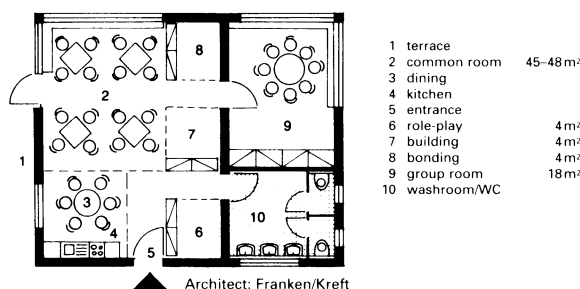 8
2
9
1
7
3
4
10
6
5
Architect: Franken/Kreft
1 terrace
2 common room 45–48 m²
3 dining
4 kitchen
5 entrance
6 role-play 4 m²
7 building 4 m²
8 bonding 4 m²
9 group room 18 m²
10 washroom/WC